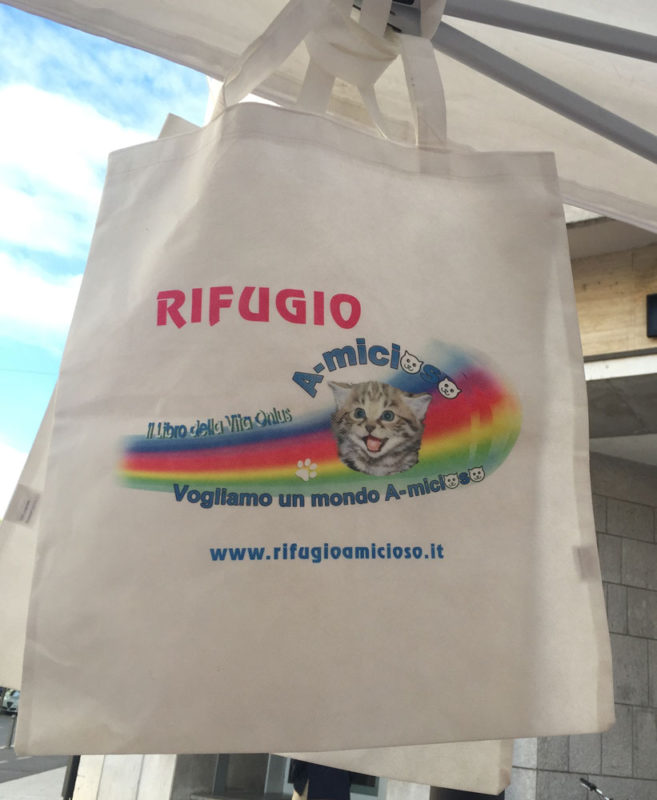 RIFUGIO
A-micioso
Il Libro della Vita Onlus
Vogliamo un mondo A-micioso
www.rifugioamicioso.it